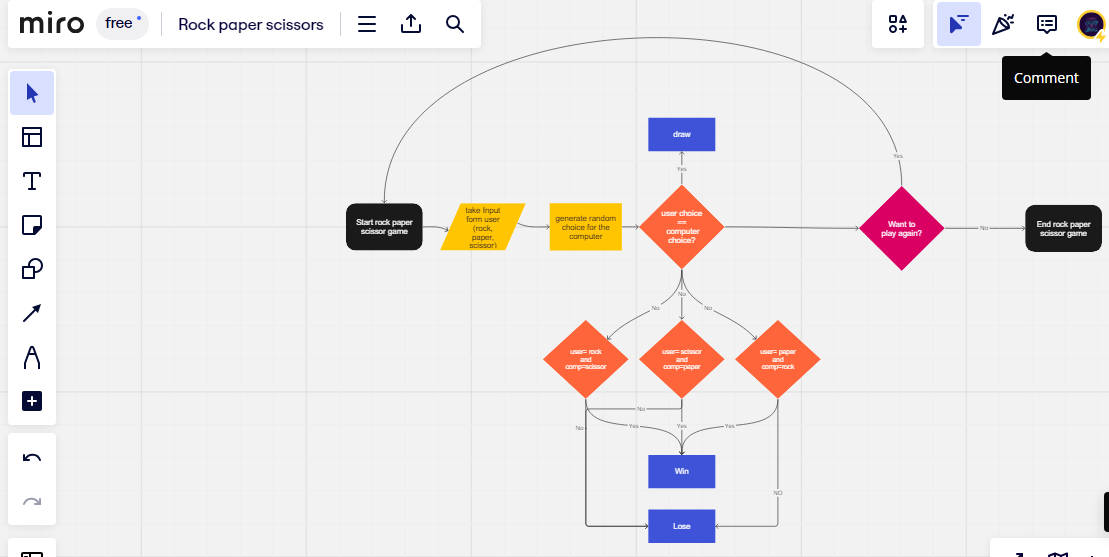 miro
free
Rock paper scissors
Comment
draw
Yes
Yes
Start rock paper
scissor game
take Input
form user
(rock,
paper,
scissor)
generate random
choice for the
computer
user choice
==
computer
choice?
Want to
play again?
No
End rock paper
scissor game
No
No
No
user= rock
and
comp=scissor
user= scissor
and
comp=paper
user= paper
and
comp=rock
No
No
Yes
Yes
Yes
Win
NO
Lose